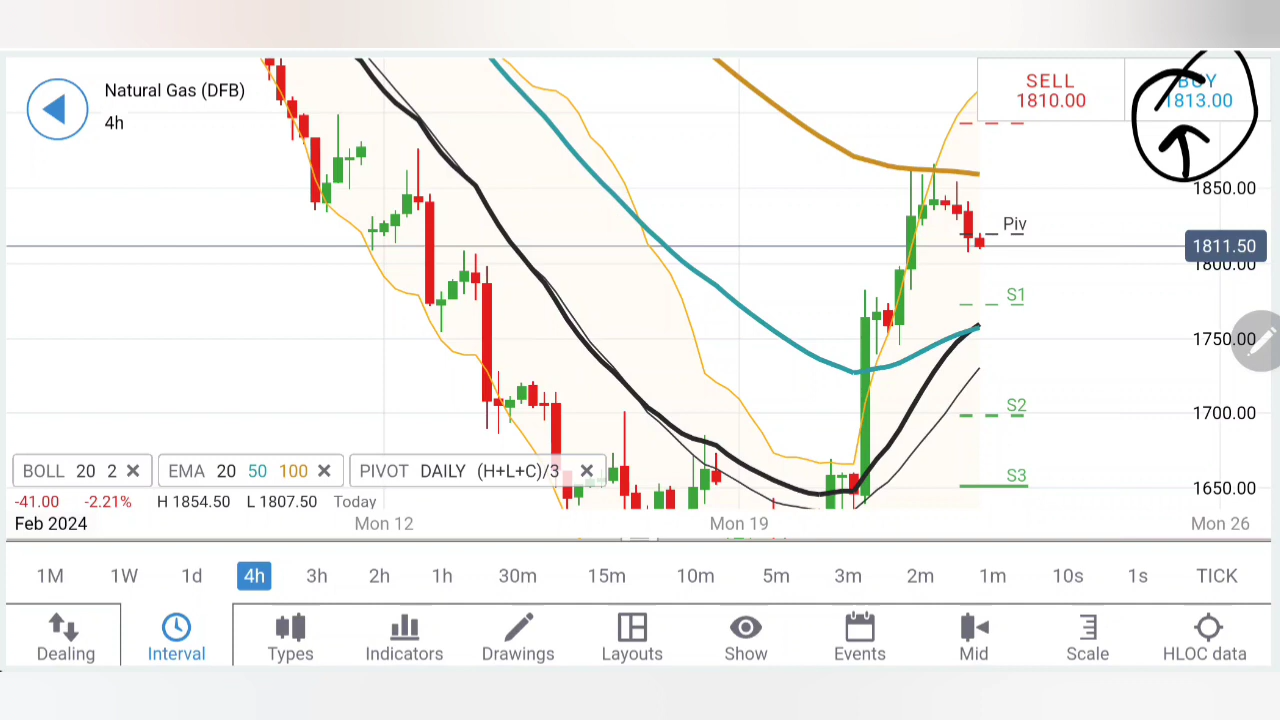 Natural Gas (DFB)
4h
SELL
1810.00
BUY
1813.00
1850.00
Piv
1811.50
1800.00
S1
1750.00
S2
1700.00
S3
1650.00
BOLL 20 2 ✕
EMA 20 50 100 ✕
PIVOT DAILY (H+L+C)/3 ✕
-41.00 -2.21% H 1854.50 L 1807.50 Today
Feb 2024 Mon 12 Mon 19 Mon 26
1M 1W 1d 4h 3h 2h 1h 30m 15m 10m 5m 3m 2m 1m 10s 1s TICK
Dealing Interval Types Indicators Drawings Layouts Show Events Mid Scale HLOC data